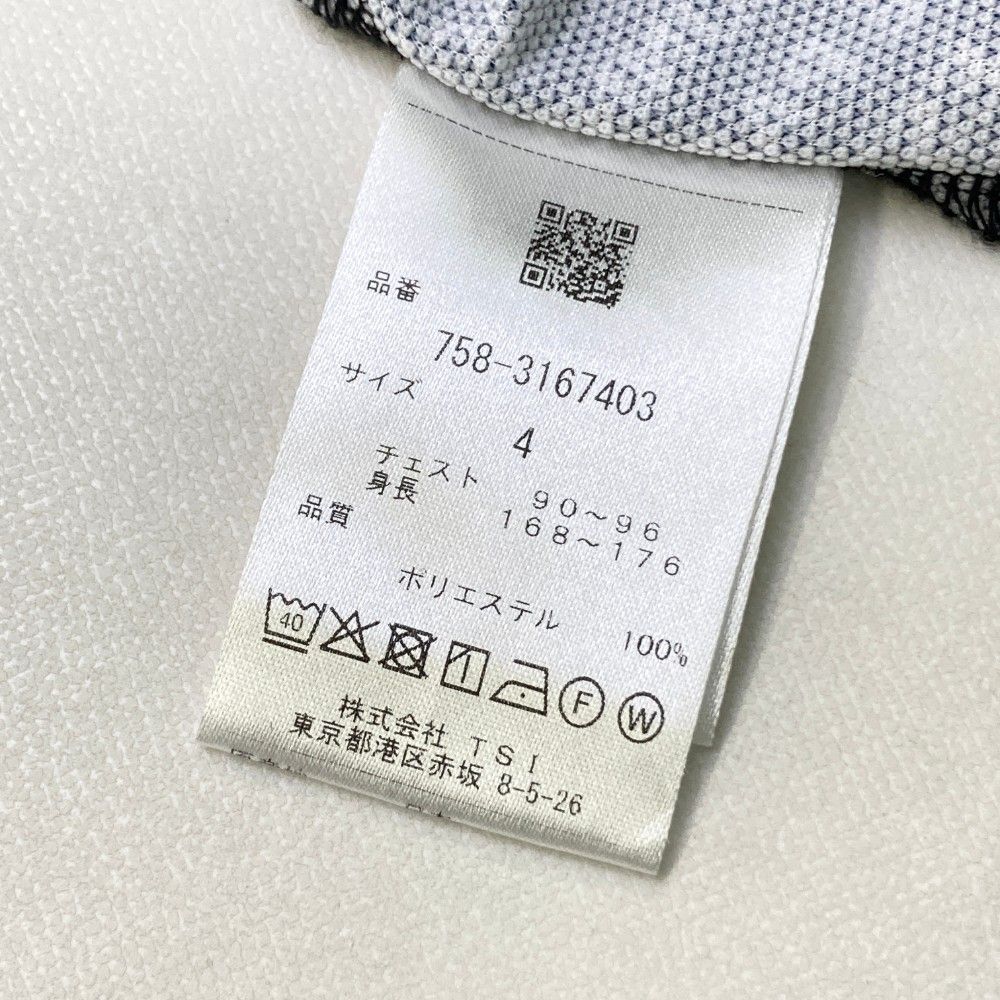 品番
758-3167403
サイズ
4
チェスト 90～96
身長 168～176
品質
ポリエステル 100%
40
F
W
株式会社 TSI
東京都港区赤坂 8-5-26